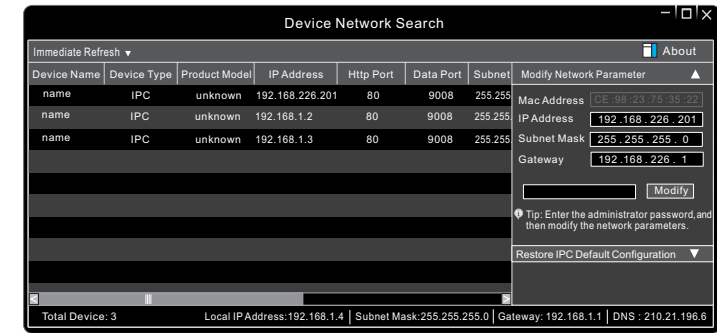 Device Network Search
Immediate Refresh ▼
About
Device Name Device Type Product Model IP Address Http Port Data Port Subnet
name IPC unknown 192.168.226.201 80 9008 255.255
name IPC unknown 192.168.1.2 80 9008 255.255.
name IPC unknown 192.168.1.3 80 9008 255.255.
Modify Network Parameter ▲
Mac Address CE:98:23:75:35:22
IP Address 192.168.226.201
Subnet Mask 255.255.255. 0
Gateway 192.168.226. 1
Modify
Tip: Enter the administrator password, and
then modify the network parameters.
Restore IPC Default Configuration ▼
Total Device: 3 Local IP Address:192.168.1.4 Subnet Mask:255.255.255.0 Gateway: 192.168.1.1 DNS : 210.21.196.6